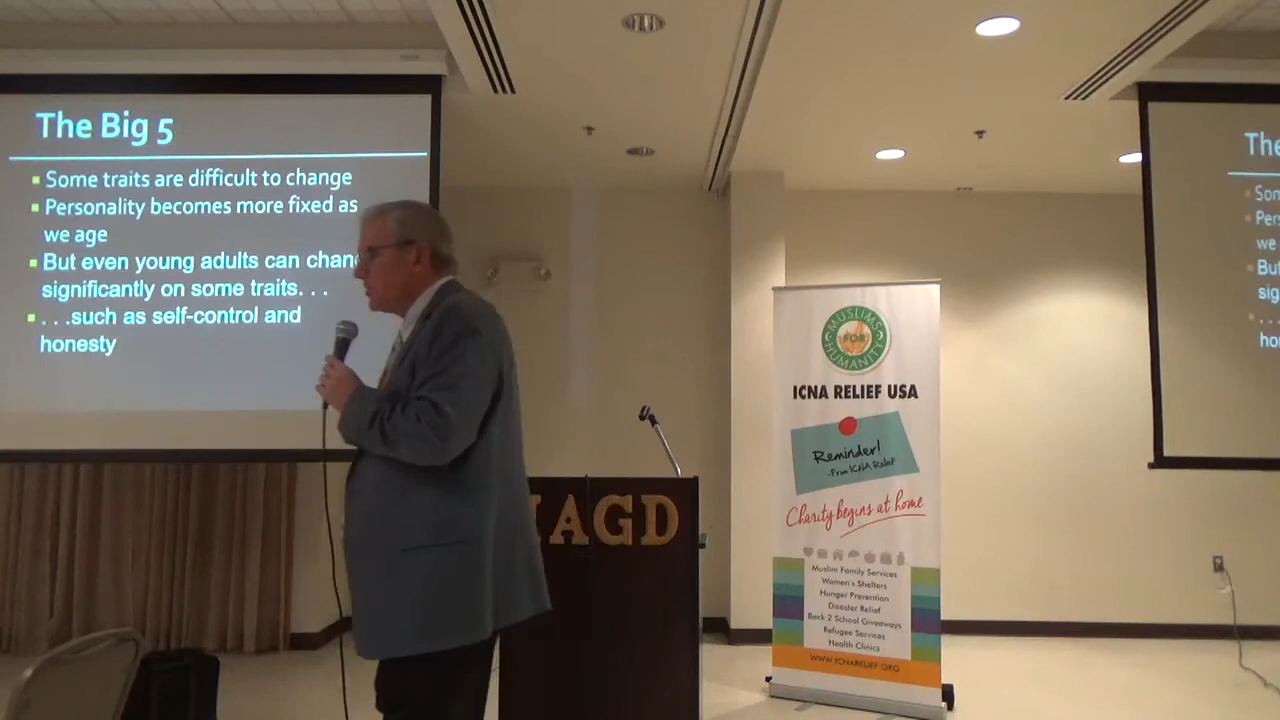 The Big 5
Some traits are difficult to change
Personality becomes more fixed as
we age
But even young adults can chan
significantly on some traits. . .
. . .such as self-control and
honesty
IAGD
MUSLIMS
FOR
HUMANITY
ICNA RELIEF USA
Reminder!
-From ICNA Relief
Charity begins at home
Muslim Family Services
Women's Shelters
Hunger Prevention
Disaster Relief
Back 2 School Giveaways
Refugee Services
Health Clinics
WWW.ICNARELIEF.ORG
The
Som
Pers
we
But
sig
. . .
ho